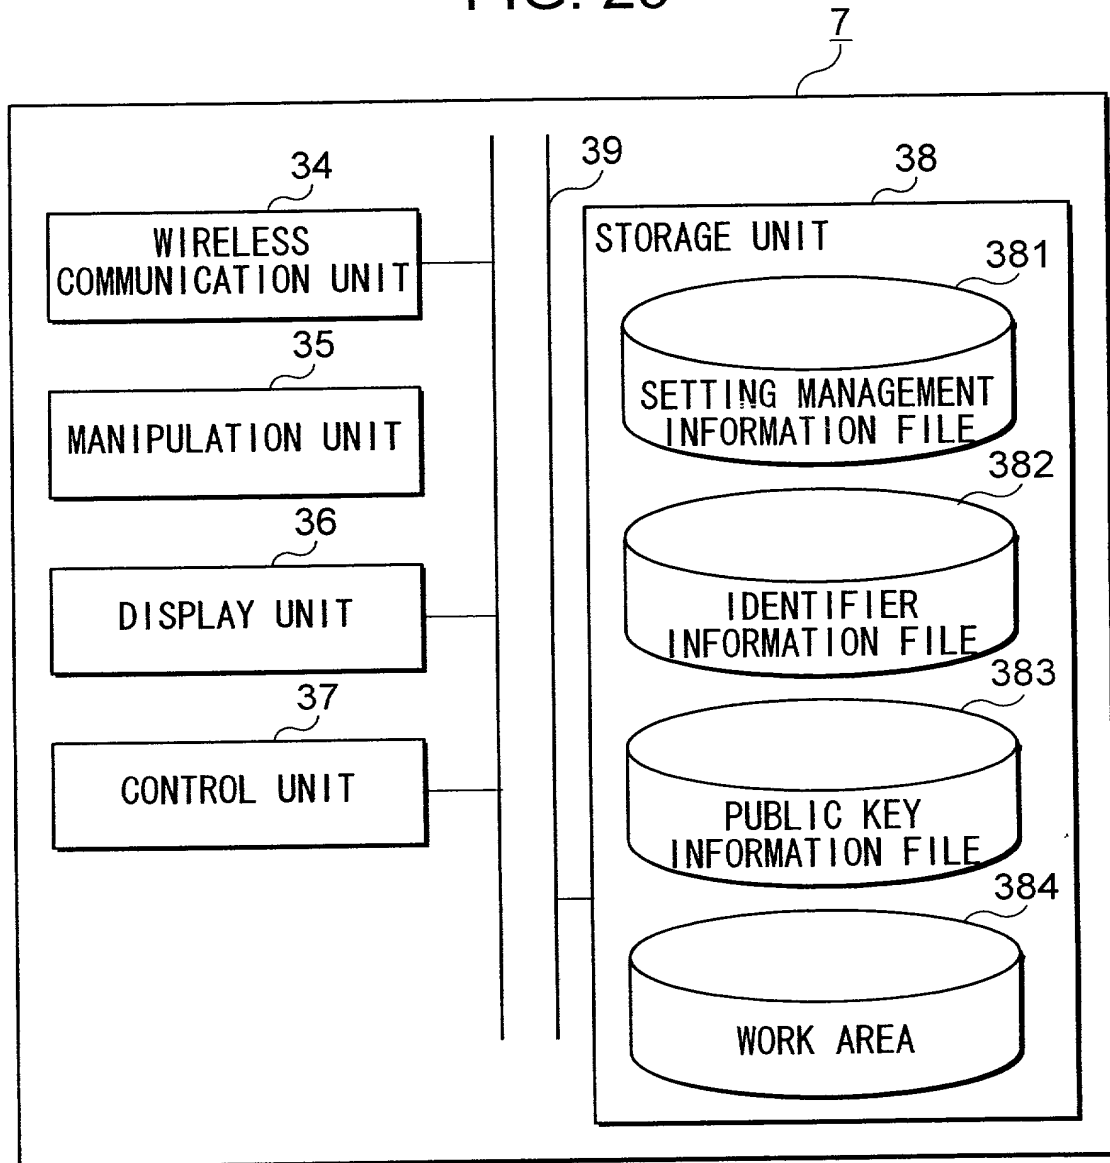 7
34
WIRELESS
COMMUNICATION UNIT
35
MANIPULATION UNIT
36
DISPLAY UNIT
37
CONTROL UNIT
39
38
STORAGE UNIT
381
SETTING MANAGEMENT
INFORMATION FILE
382
IDENTIFIER
INFORMATION FILE
383
PUBLIC KEY
INFORMATION FILE
384
WORK AREA